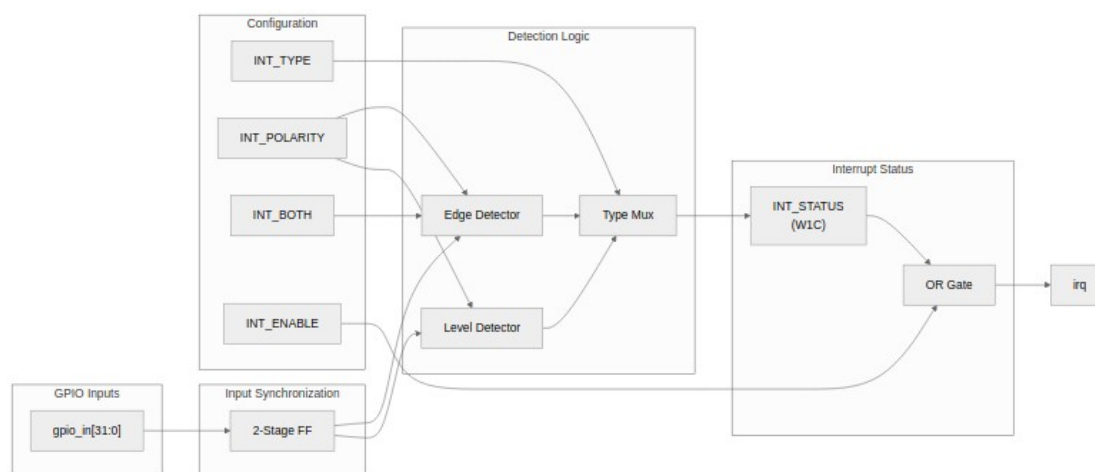 Configuration
INT_TYPE
INT_POLARITY
INT_BOTH
INT_ENABLE
Detection Logic
Edge Detector
Type Mux
Level Detector
Interrupt Status
INT_STATUS
(W1C)
OR Gate
irq
GPIO Inputs
gpio_in[31:0]
Input Synchronization
2-Stage FF